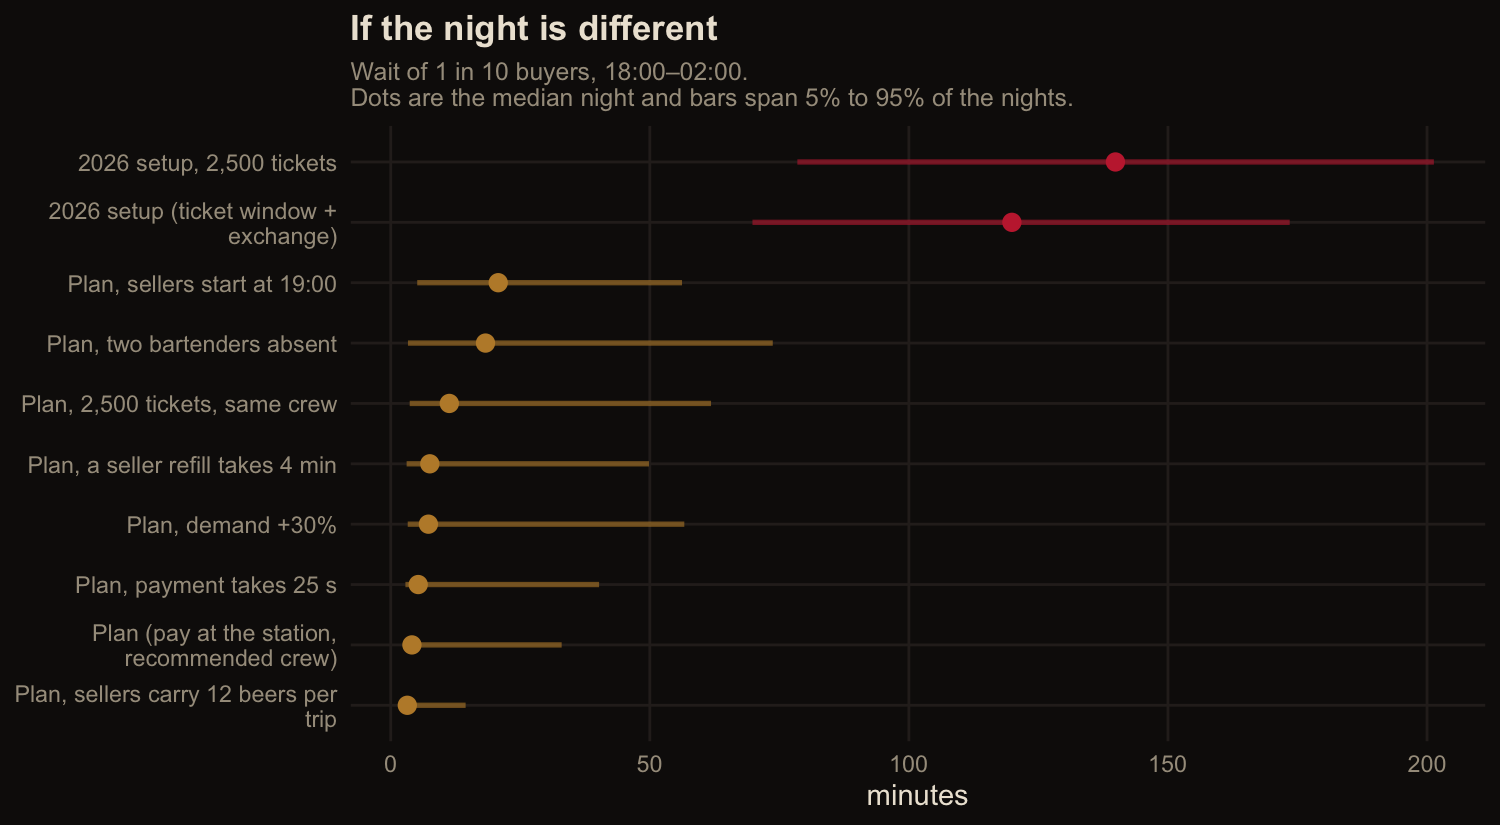 If the night is different
Wait of 1 in 10 buyers, 18:00–02:00.
Dots are the median night and bars span 5% to 95% of the nights.
2026 setup, 2,500 tickets
2026 setup (ticket window +
exchange)
Plan, sellers start at 19:00
Plan, two bartenders absent
Plan, 2,500 tickets, same crew
Plan, a seller refill takes 4 min
Plan, demand +30%
Plan, payment takes 25 s
Plan (pay at the station,
recommended crew)
Plan, sellers carry 12 beers per
trip
0 50 100 150 200
minutes